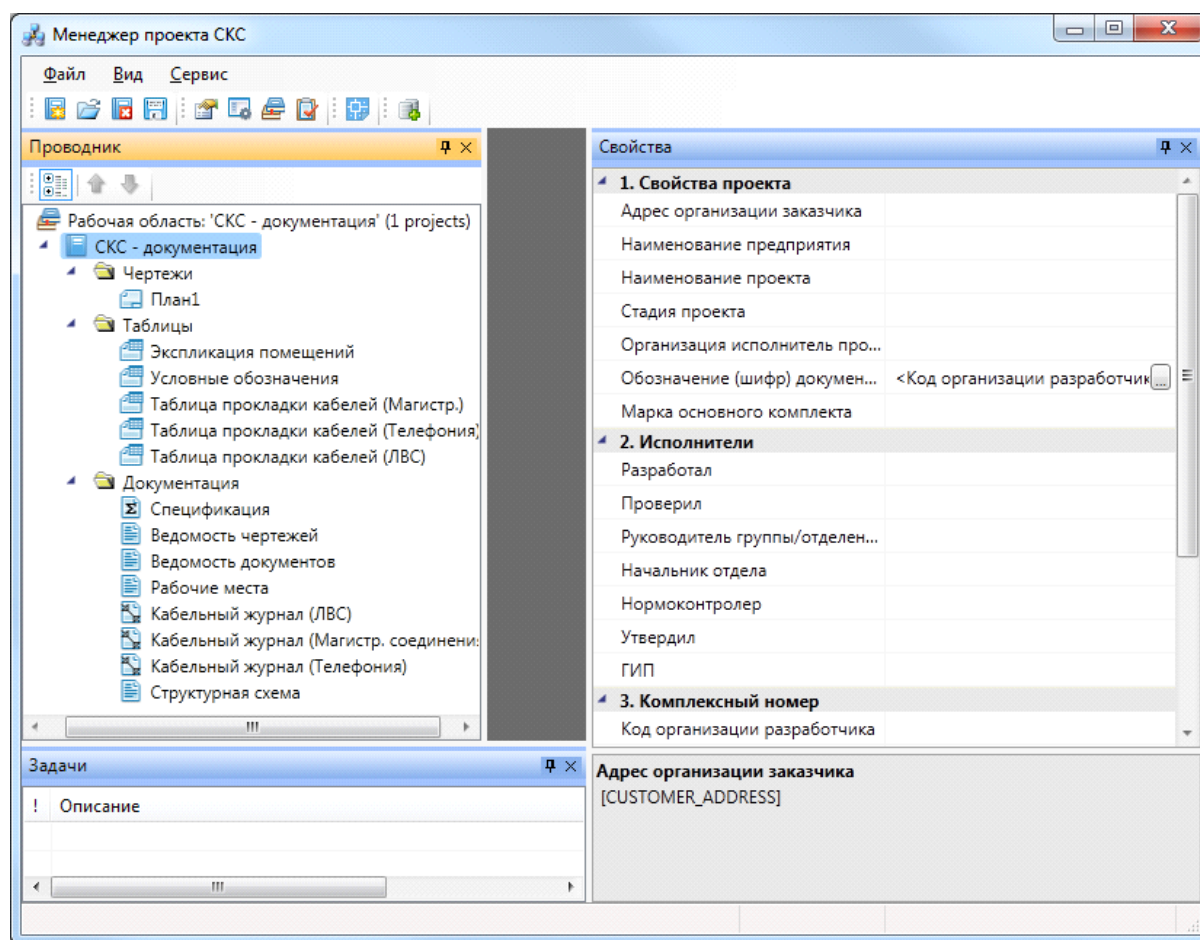 Менеджер проекта СКС
Файл Вид Сервис
Проводник
Рабочая область: 'СКС - документация' (1 projects)
СКС - документация
Чертежи
План1
Таблицы
Экспликация помещений
Условные обозначения
Таблица прокладки кабелей (Магистр.)
Таблица прокладки кабелей (Телефония)
Таблица прокладки кабелей (ЛВС)
Документация
Спецификация
Ведомость чертежей
Ведомость документов
Рабочие места
Кабельный журнал (ЛВС)
Кабельный журнал (Магистр. соединени
Кабельный журнал (Телефония)
Структурная схема
Свойства
1. Свойства проекта
Адрес организации заказчика
Наименование предприятия
Наименование проекта
Стадия проекта
Организация исполнитель про...
Обозначение (шифр) докумен... <Код организации разработчик ...
Марка основного комплекта
2. Исполнители
Разработал
Проверил
Руководитель группы/отделен...
Начальник отдела
Нормоконтролер
Утвердил
ГИП
3. Комплексный номер
Код организации разработчика
Задачи
! Описание
Адрес организации заказчика
[CUSTOMER_ADDRESS]